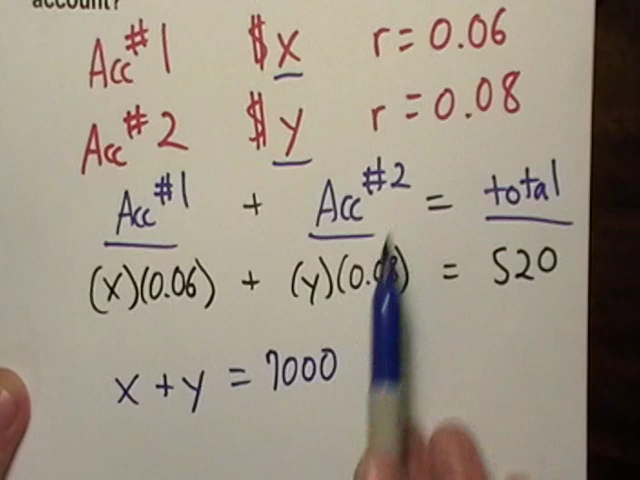 account?
Acc #1 $x r = 0.06
Acc #2 $y r = 0.08
Acc #1 + Acc #2 = total
(x)(0.06) + (y)(0.08) = 520
x + y = 7000